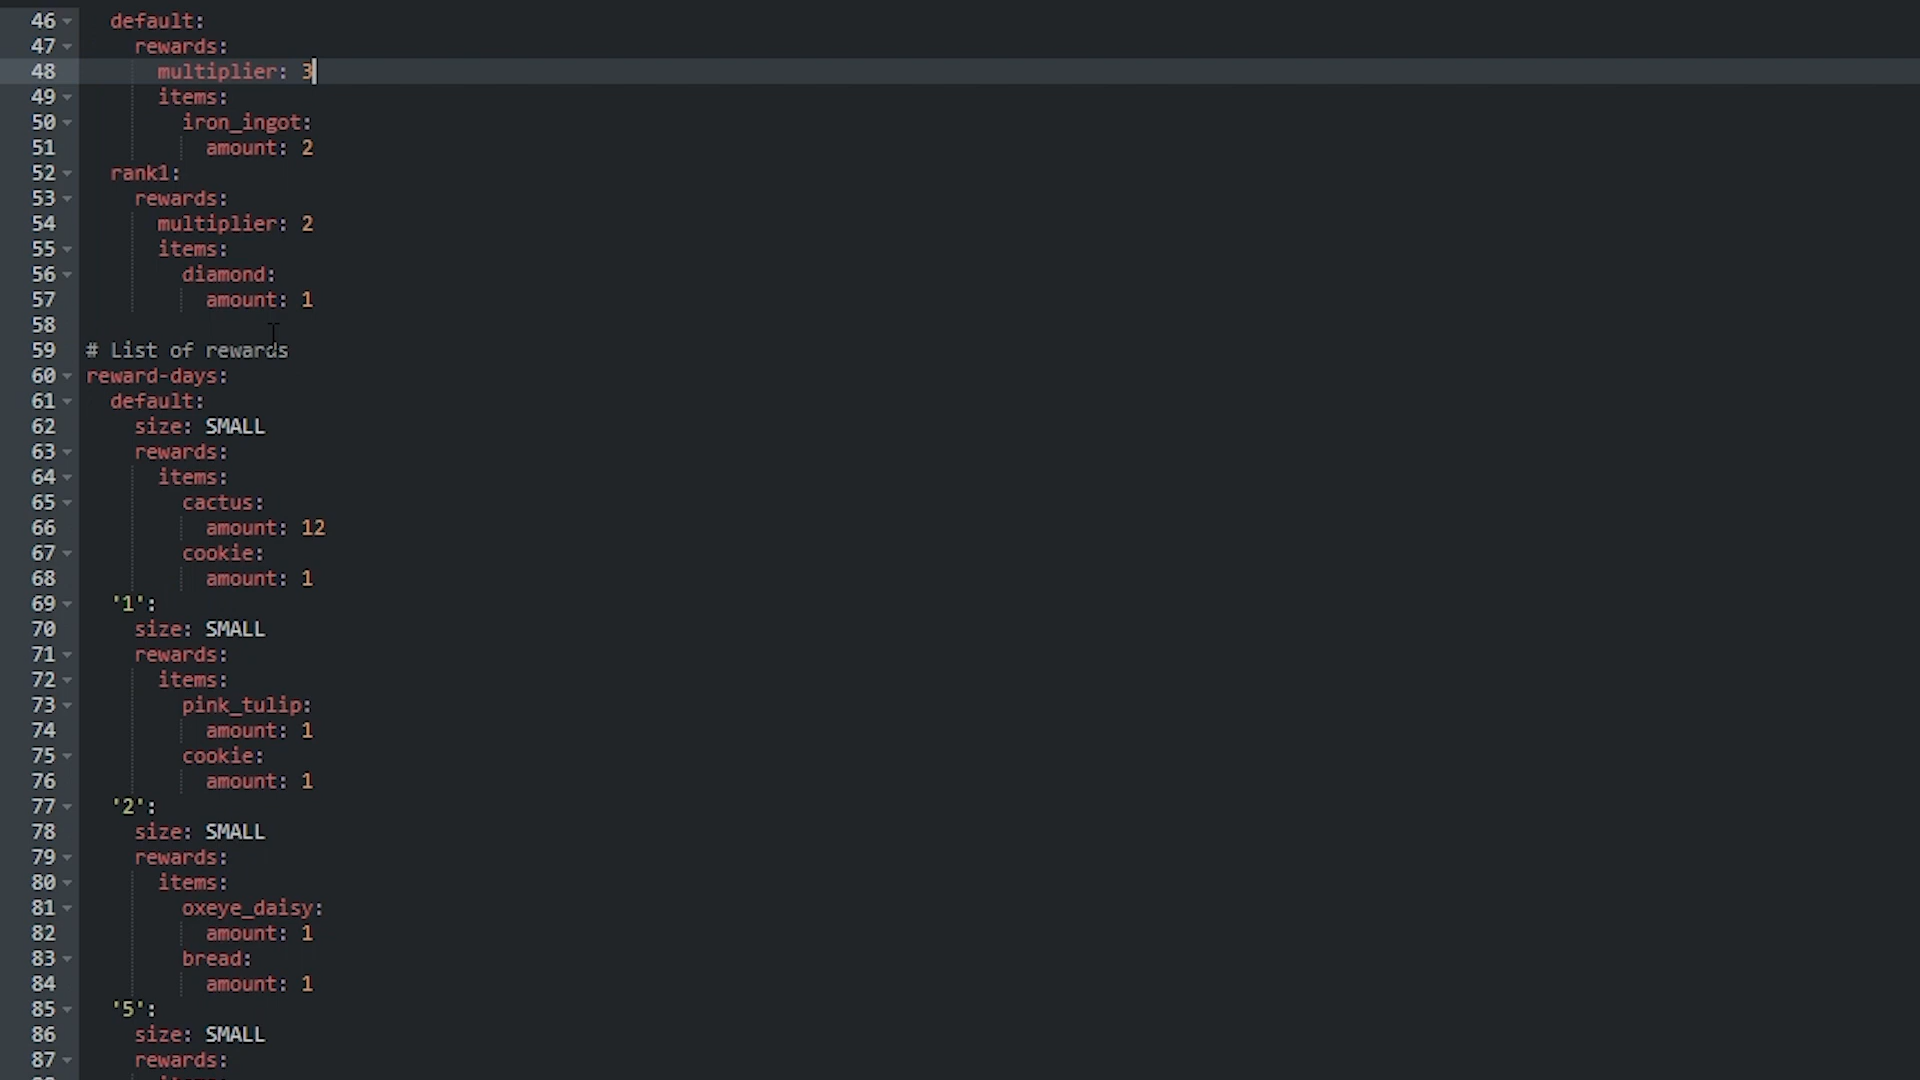 46 default:
47 rewards:
48 multiplier: 3
49 items:
50 iron_ingot:
51 amount: 2
52 rank1:
53 rewards:
54 multiplier: 2
55 items:
56 diamond:
57 amount: 1
58
59 # List of rewards
60 reward-days:
61 default:
62 size: SMALL
63 rewards:
64 items:
65 cactus:
66 amount: 12
67 cookie:
68 amount: 1
69 '1':
70 size: SMALL
71 rewards:
72 items:
73 pink_tulip:
74 amount: 1
75 cookie:
76 amount: 1
77 '2':
78 size: SMALL
79 rewards:
80 items:
81 oxeye_daisy:
82 amount: 1
83 bread:
84 amount: 1
85 '5':
86 size: SMALL
87 rewards: